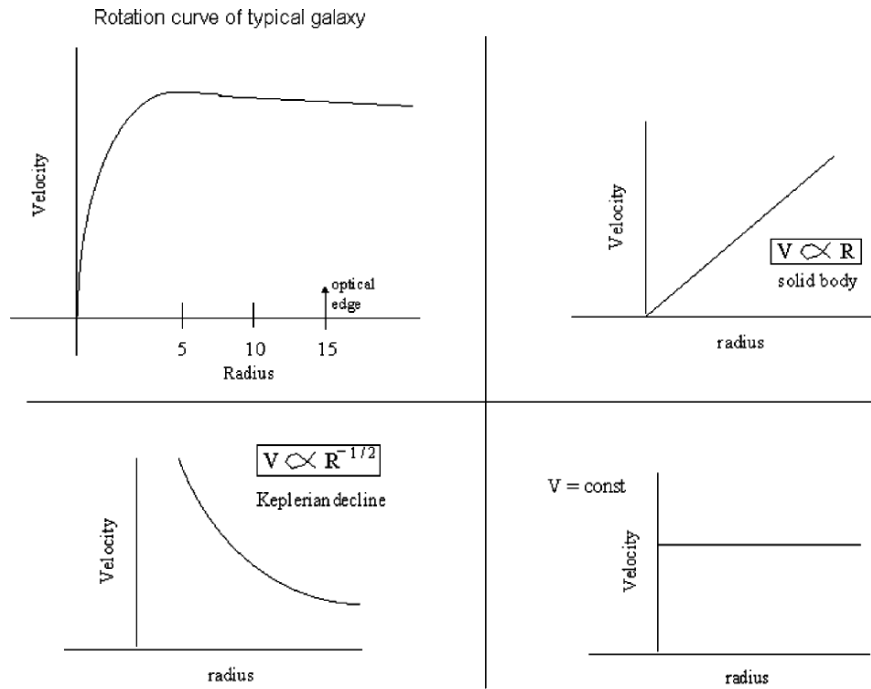 Rotation curve of typical galaxy
Velocity
optical
edge
5 10 15
Radius
Velocity
V ∝ R
solid body
radius
V ∝ R^-1/2
Keplerian decline
Velocity
radius
V = const
Velocity
radius